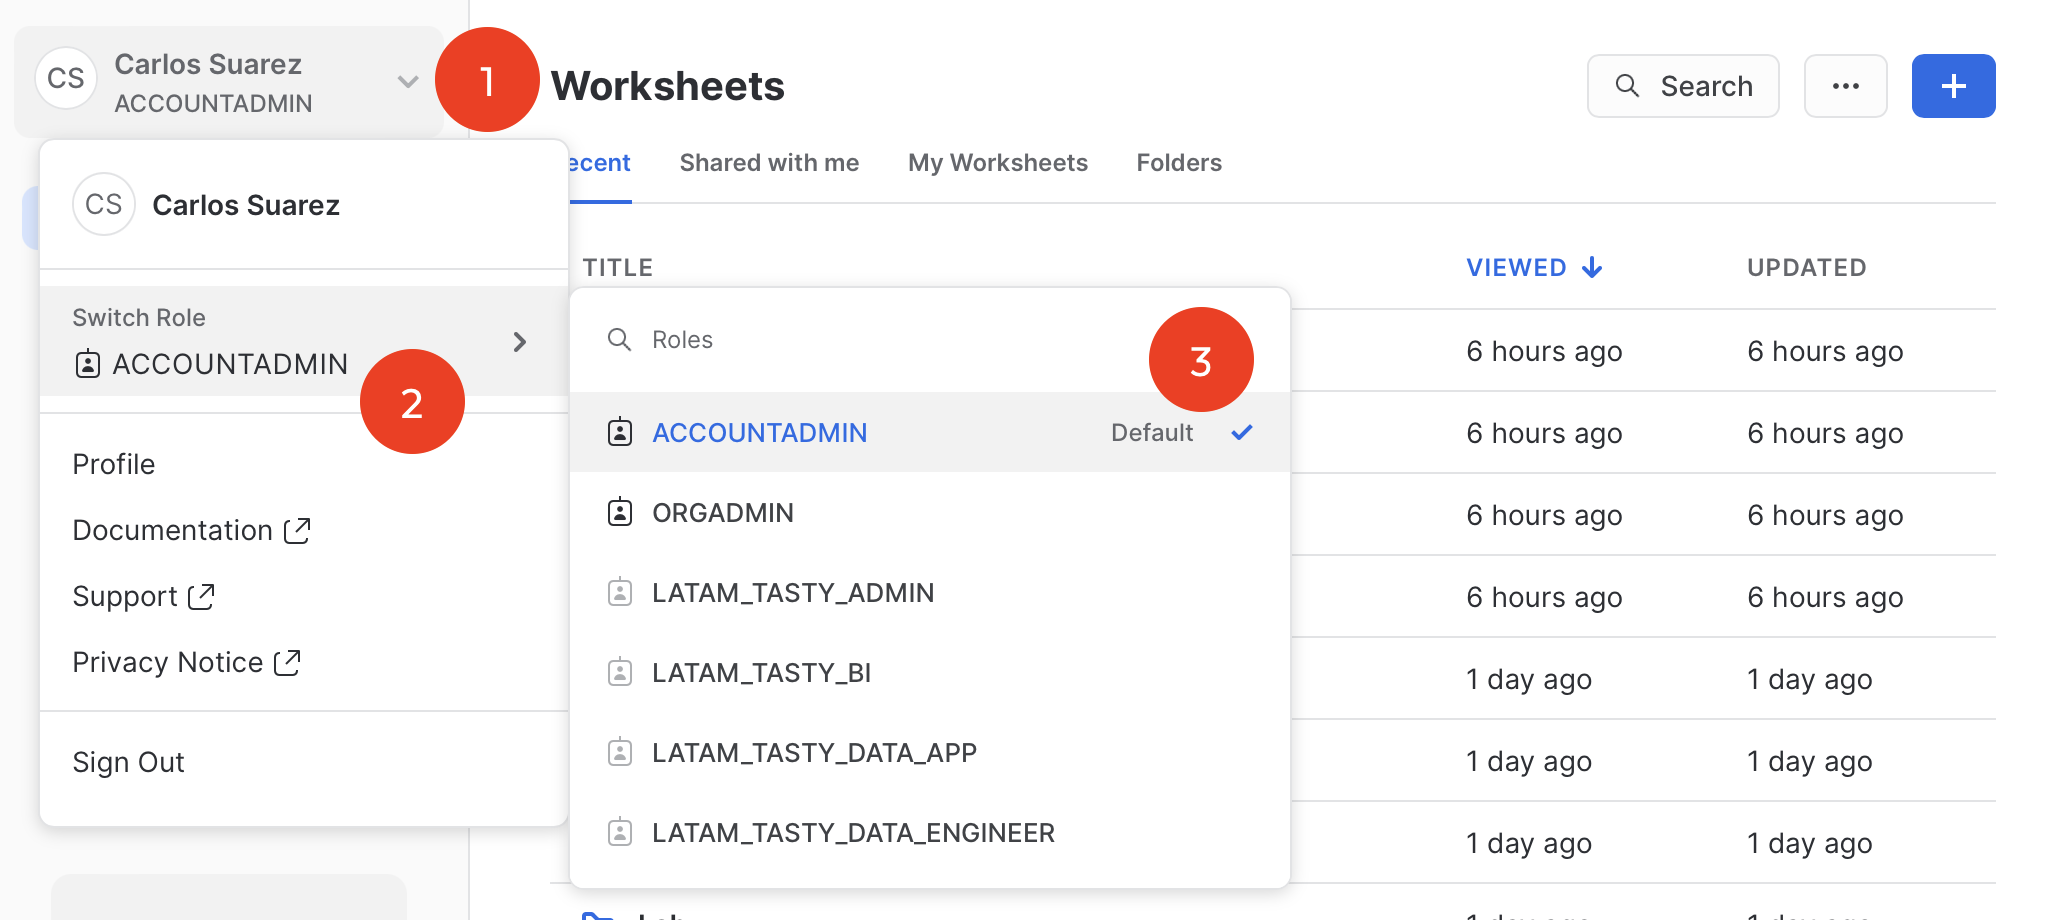 CS
Carlos Suarez
ACCOUNTADMIN
1
Worksheets
Search
CS
Carlos Suarez
Shared with me
My Worksheets
Folders
Switch Role
ACCOUNTADMIN
2
Profile
Documentation
Support
Privacy Notice
Sign Out
TITLE
VIEWED
UPDATED
Roles
3
ACCOUNTADMIN
Default
ORGADMIN
LATAM_TASTY_ADMIN
LATAM_TASTY_BI
LATAM_TASTY_DATA_APP
LATAM_TASTY_DATA_ENGINEER
6 hours ago 6 hours ago
6 hours ago 6 hours ago
6 hours ago 6 hours ago
6 hours ago 6 hours ago
1 day ago 1 day ago
1 day ago 1 day ago
1 day ago 1 day ago